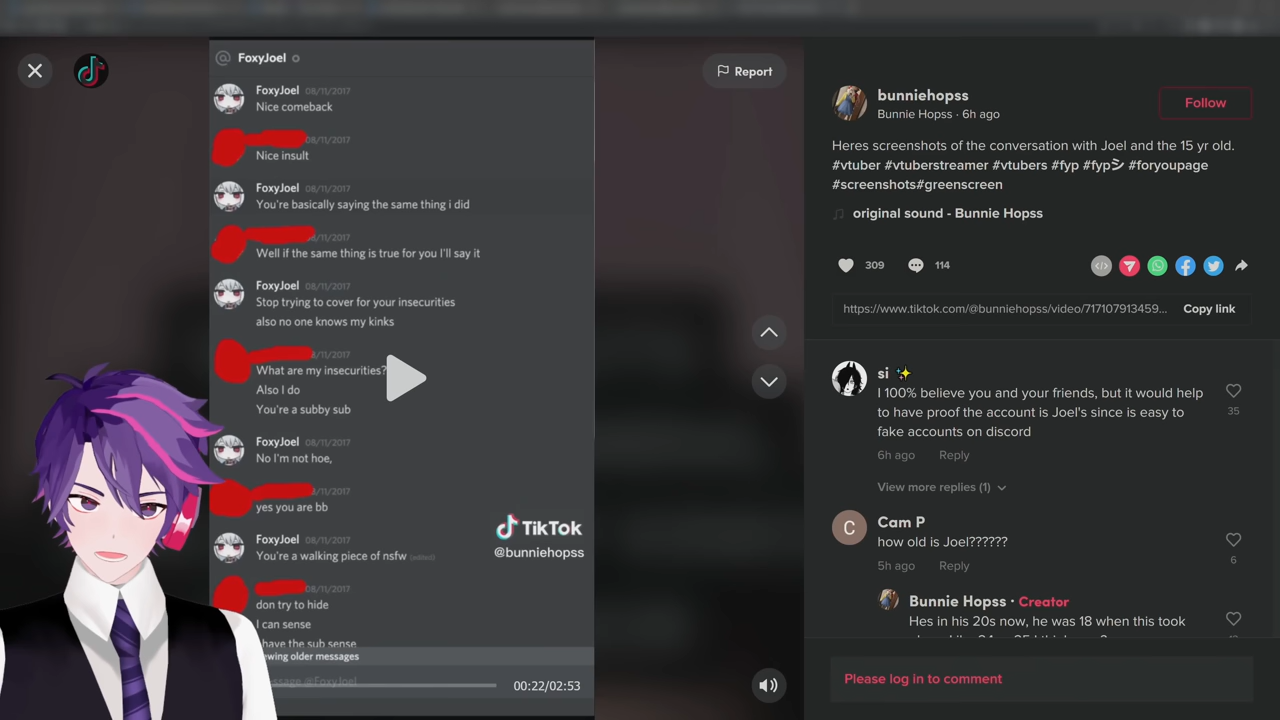 @ FoxyJoel
FoxyJoel 08/11/2017
Nice comeback
08/11/2017
Nice insult
FoxyJoel 08/11/2017
You're basically saying the same thing i did
/11/2017
Well if the same thing is true for you I'll say it
FoxyJoel 08/11/2017
Stop trying to cover for your insecurities
also no one knows my kinks
/11/2017
What are my insecurities?
Also I do
You're a subby sub
FoxyJoel 08/11/2017
No I'm not hoe,
/11/2017
yes you are bb
FoxyJoel 08/11/2017
You're a walking piece of nsfw (edited)
08/11/2017
don try to hide
I can sense
have the sub sense
ewing older messages
essage @FoxyJoel
TikTok
@bunniehopss
00:22/02:53
Report
bunniehopss
Bunnie Hopss · 6h ago
Follow
Heres screenshots of the conversation with Joel and the 15 yr old.
#vtuber #vtuberstreamer #vtubers #fyp #fypシ #foryoupage
#screenshots#greenscreen
original sound - Bunnie Hopss
309
114
https://www.tiktok.com/@bunniehopss/video/717107913459...
Copy link
si ✨
I 100% believe you and your friends, but it would help
to have proof the account is Joel's since is easy to
fake accounts on discord
35
6h ago Reply
View more replies (1)
C
Cam P
how old is Joel??????
6
5h ago Reply
Bunnie Hopss · Creator
Hes in his 20s now, he was 18 when this took
Please log in to comment